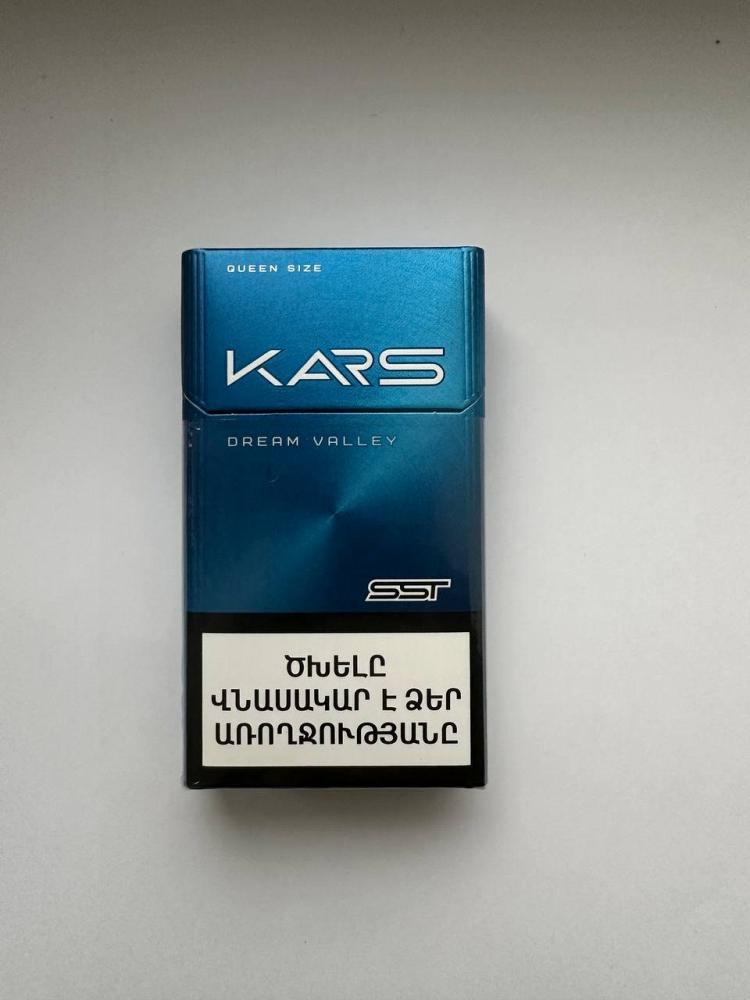 QUEEN SIZE
KARS
DREAM VALLEY
SST
ԾԽԵԼԸ
ՎՆԱՍԱԿԱՐ Է ՁԵՐ
ԱՌՈՂՋՈՒԹՅԱՆԸ